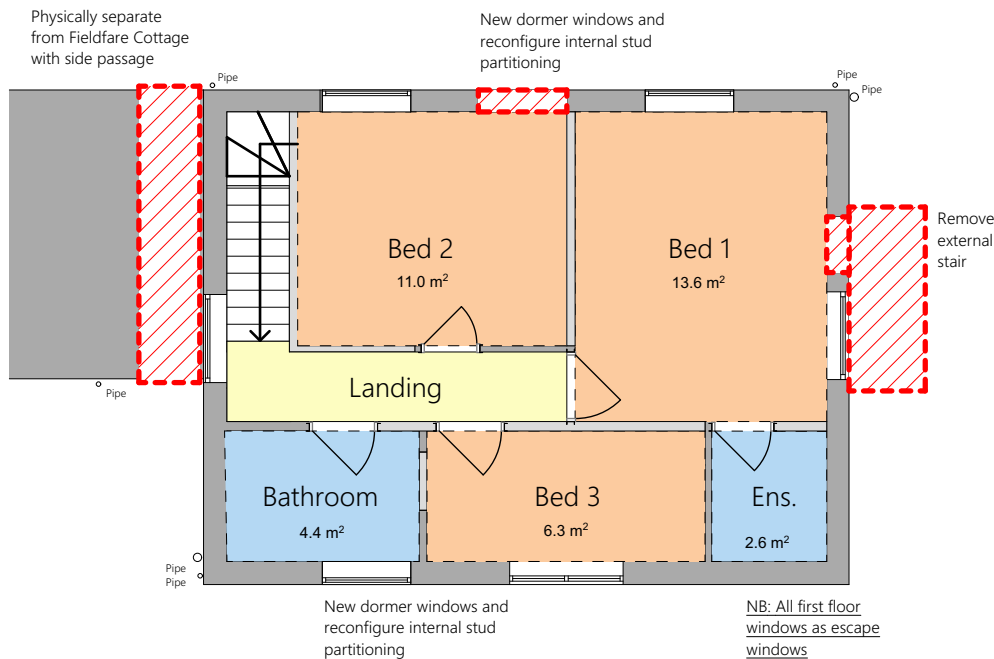 Physically separate
from Fieldfare Cottage
with side passage
New dormer windows and
reconfigure internal stud
partitioning
Pipe
Pipe
Pipe
Bed 2
11.0 m²
Bed 1
13.6 m²
Remove
external
stair
Landing
Pipe
Bathroom
4.4 m²
Bed 3
6.3 m²
Ens.
2.6 m²
Pipe
Pipe
New dormer windows and
reconfigure internal stud
partitioning
NB: All first floor
windows as escape
windows